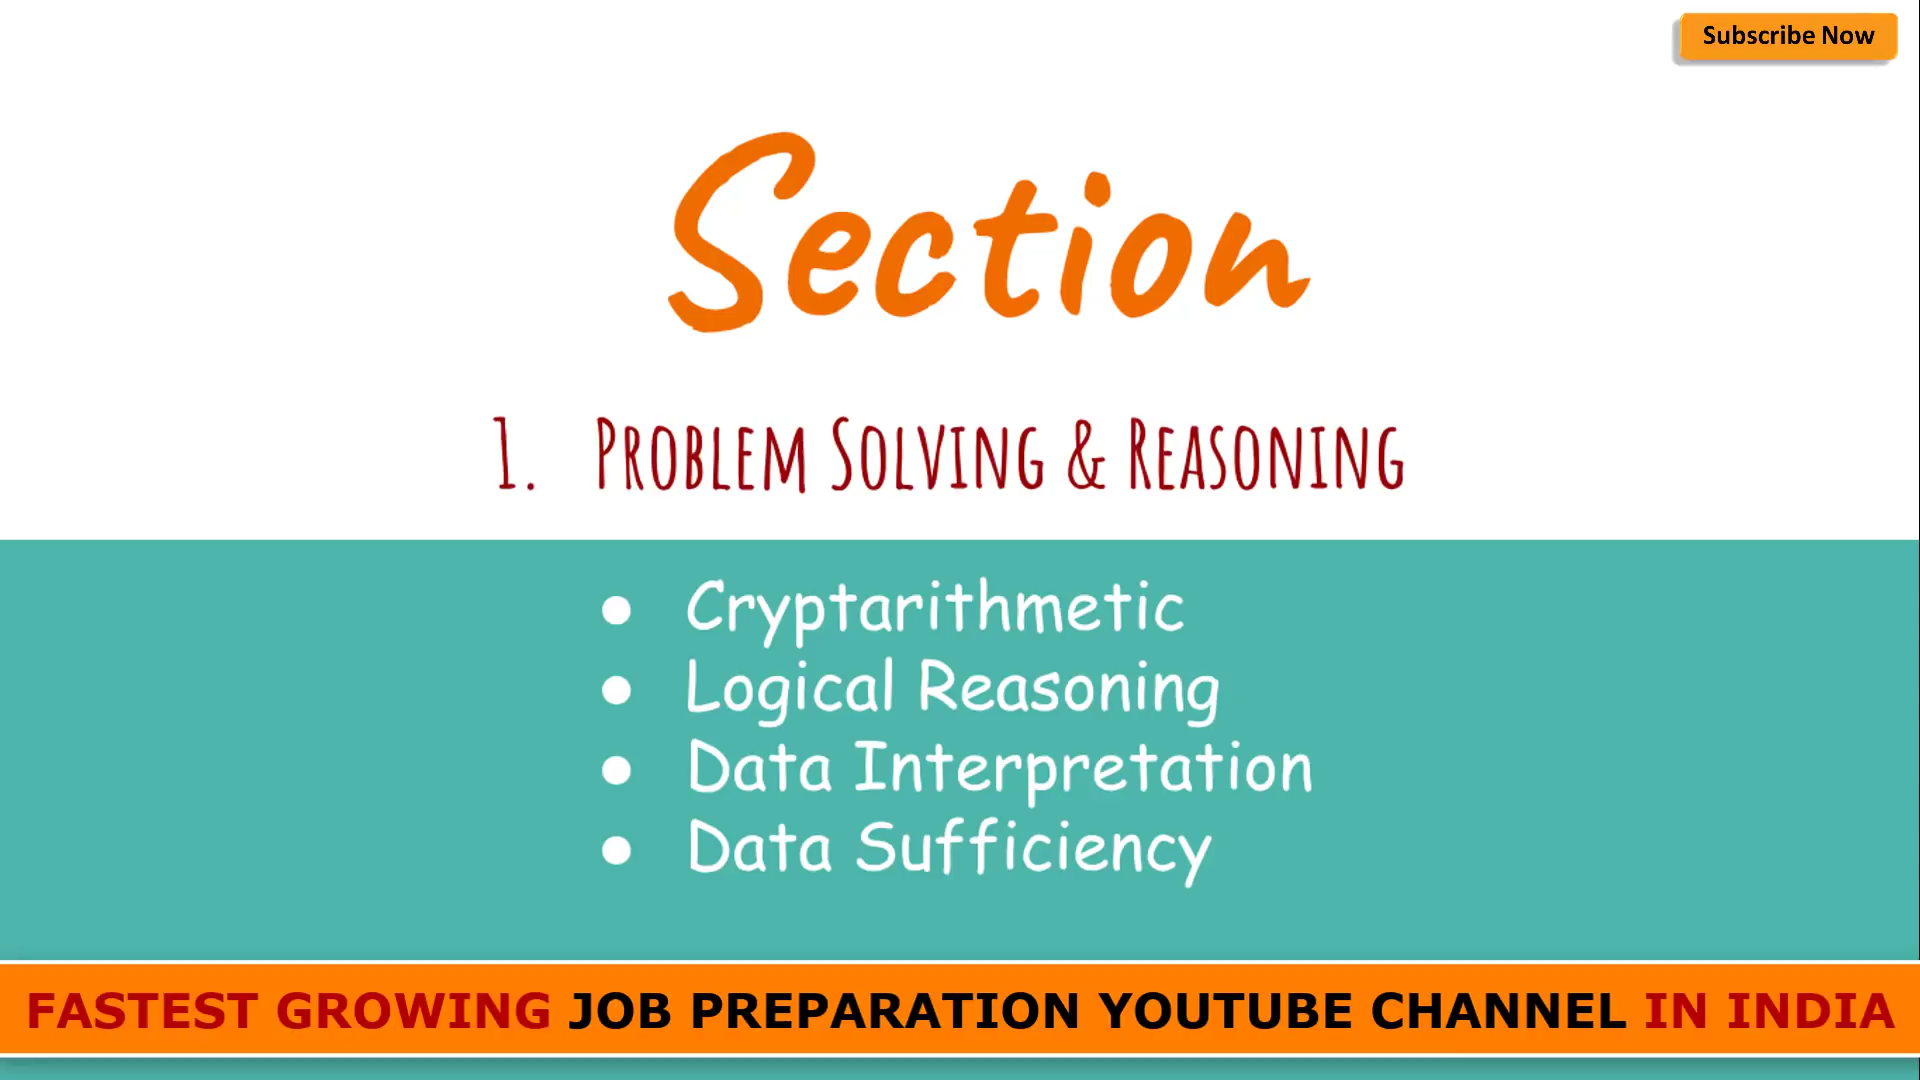 Subscribe Now
Section
1. PROBLEM SOLVING & REASONING
● Cryptarithmetic
● Logical Reasoning
● Data Interpretation
● Data Sufficiency
FASTEST GROWING JOB PREPARATION YOUTUBE CHANNEL IN INDIA